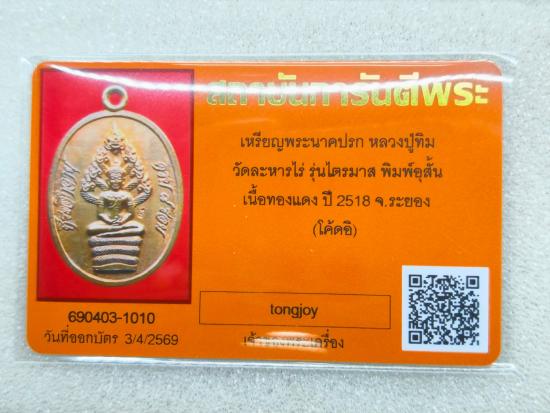 สถาบันการันตีพระ
เหรียญพระนาคปรก หลวงปู่ทิม
วัดละหารไร่ รุ่นไตรมาส พิมพ์อุสั้น
เนื้อทองแดง ปี 2518 จ.ระยอง
(โค้ดอิ)
tongjoy
เจ้าของพระเครื่อง
690403-1010
วันที่ออกบัตร 3/4/2569